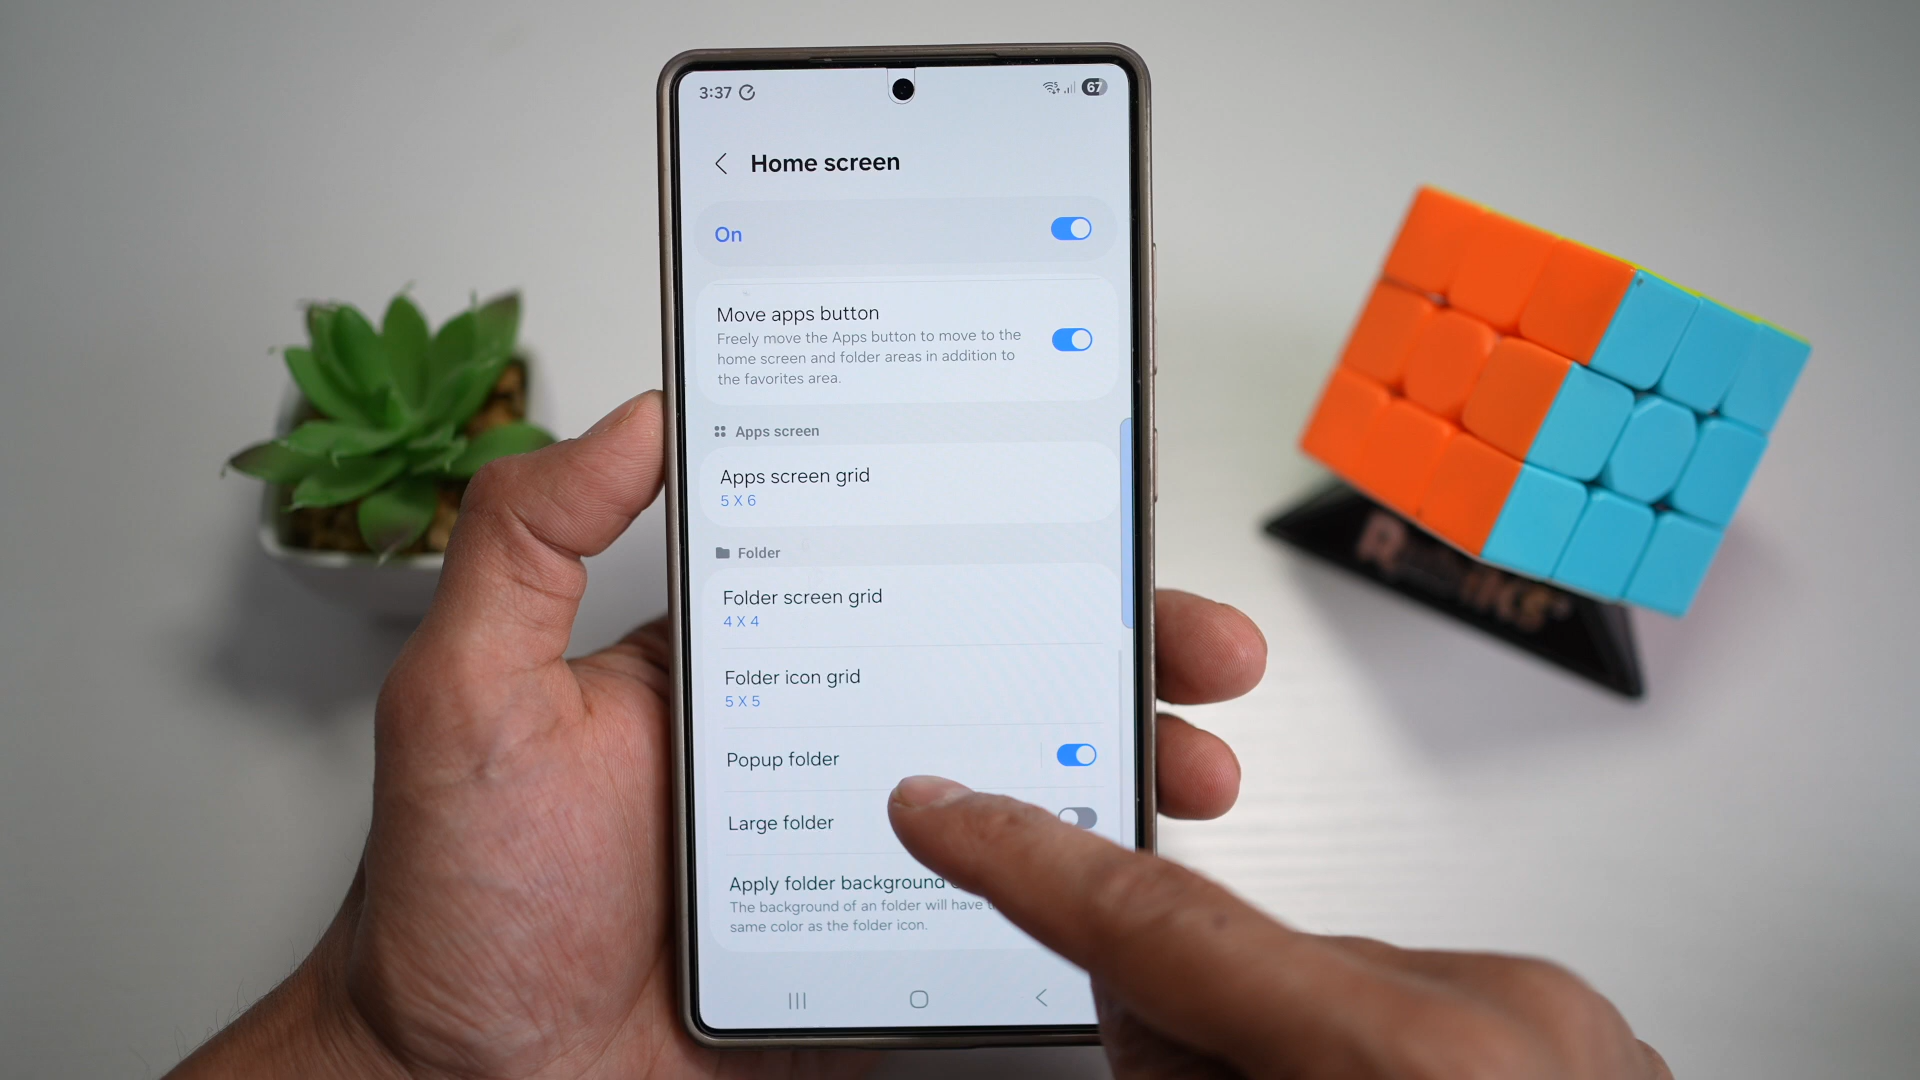 3:37
67
Home screen
On
Move apps button
Freely move the Apps button to move to the
home screen and folder areas in addition to
the favorites area.
Apps screen
Apps screen grid
5 X 6
Folder
Folder screen grid
4 X 4
Folder icon grid
5 X 5
Popup folder
Large folder
Apply folder background
The background of an folder will have
same color as the folder icon.